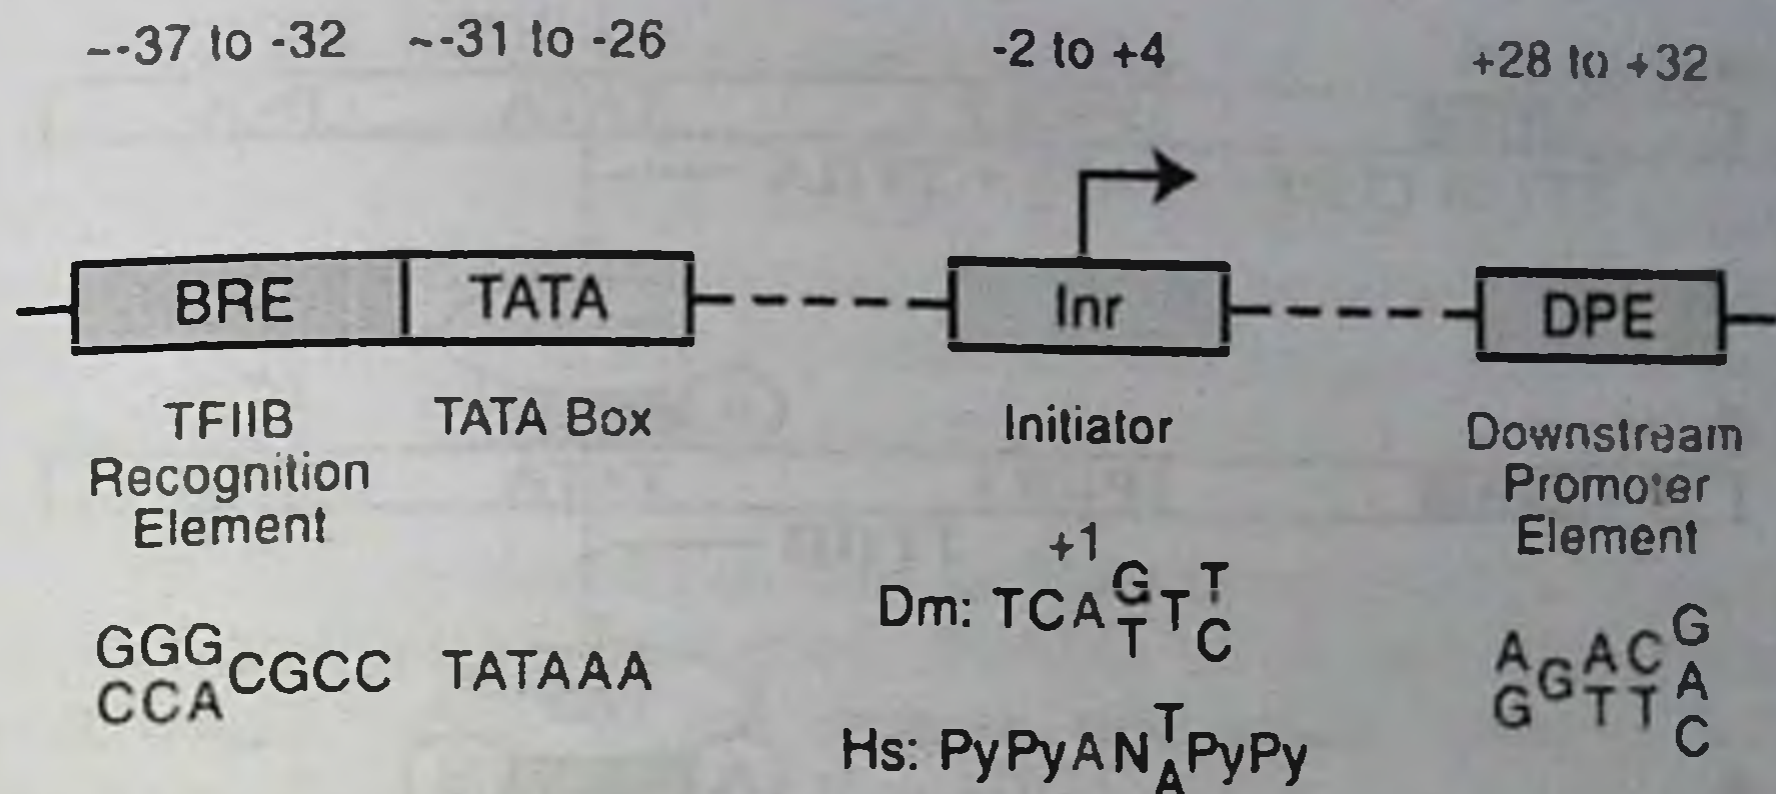 ~-37 to -32 ~-31 to -26 -2 to +4 +28 to +32
BRE TATA Inr DPE
TFIIB
Recognition
Element
TATA Box
Initiator
Downstream
Promoter
Element
+1
Dm: TCA G/T T T/C
Hs: PyPyAN T/A PyPy
GGG
CCA CGCC
TATAAA
A/G G A/T C/T G/A/C